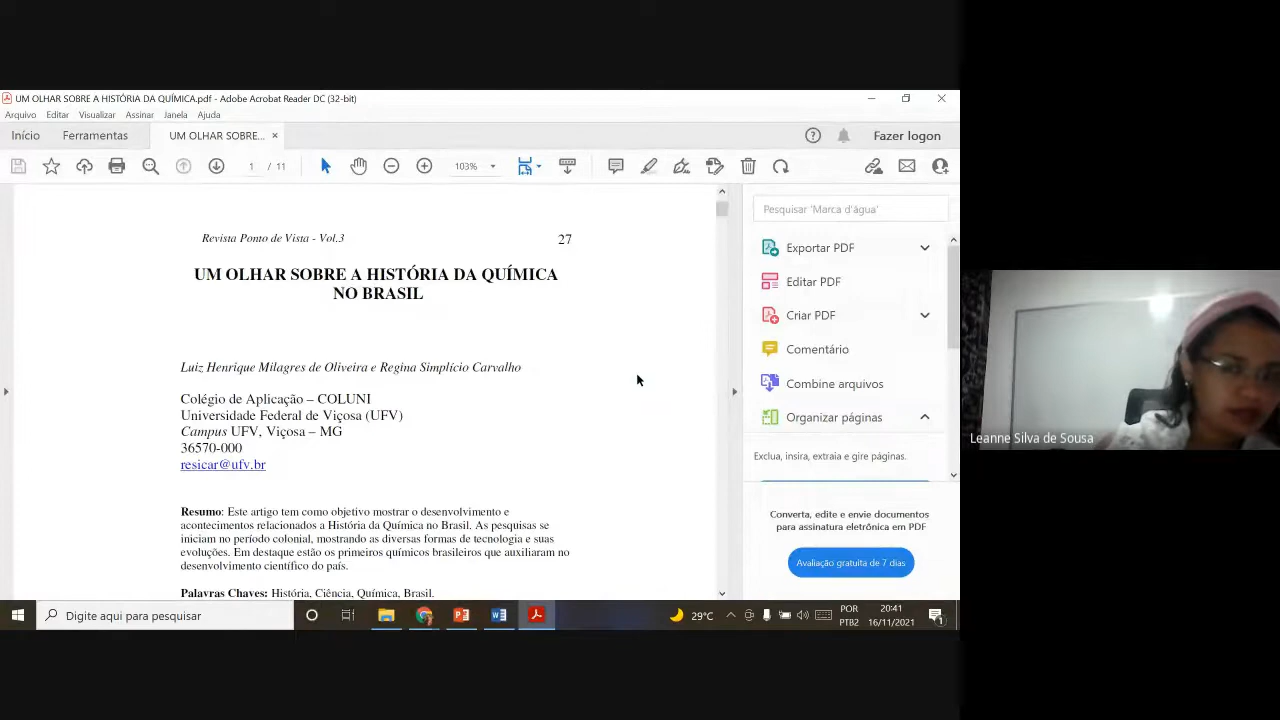 UM OLHAR SOBRE A HISTÓRIA DA QUÍMICA.pdf - Adobe Acrobat Reader DC (32-bit)
Arquivo Editar Visualizar Assinar Janela Ajuda
Início Ferramentas UM OLHAR SOBRE... × Fazer logon
1 / 11 103%
Revista Ponto de Vista - Vol.3 27
UM OLHAR SOBRE A HISTÓRIA DA QUÍMICA
NO BRASIL
Luiz Henrique Milagres de Oliveira e Regina Simplício Carvalho
Colégio de Aplicação – COLUNI
Universidade Federal de Viçosa (UFV)
Campus UFV, Viçosa – MG
36570-000
resicar@ufv.br
Resumo: Este artigo tem como objetivo mostrar o desenvolvimento e
acontecimentos relacionados a História da Química no Brasil. As pesquisas se
iniciam no período colonial, mostrando as diversas formas de tecnologia e suas
evoluções. Em destaque estão os primeiros químicos brasileiros que auxiliaram no
desenvolvimento científico do país.
Palavras Chaves: História, Ciência, Química, Brasil.
Pesquisar 'Marca d'água'
Exportar PDF
Editar PDF
Criar PDF
Comentário
Combine arquivos
Organizar páginas
Exclua, insira, extraia e gire páginas.
Converta, edite e envie documentos
para assinatura eletrônica em PDF
Avaliação gratuita de 7 dias
Leanne Silva de Sousa
Digite aqui para pesquisar
29°C
POR
PTB2
20:41
16/11/2021
1